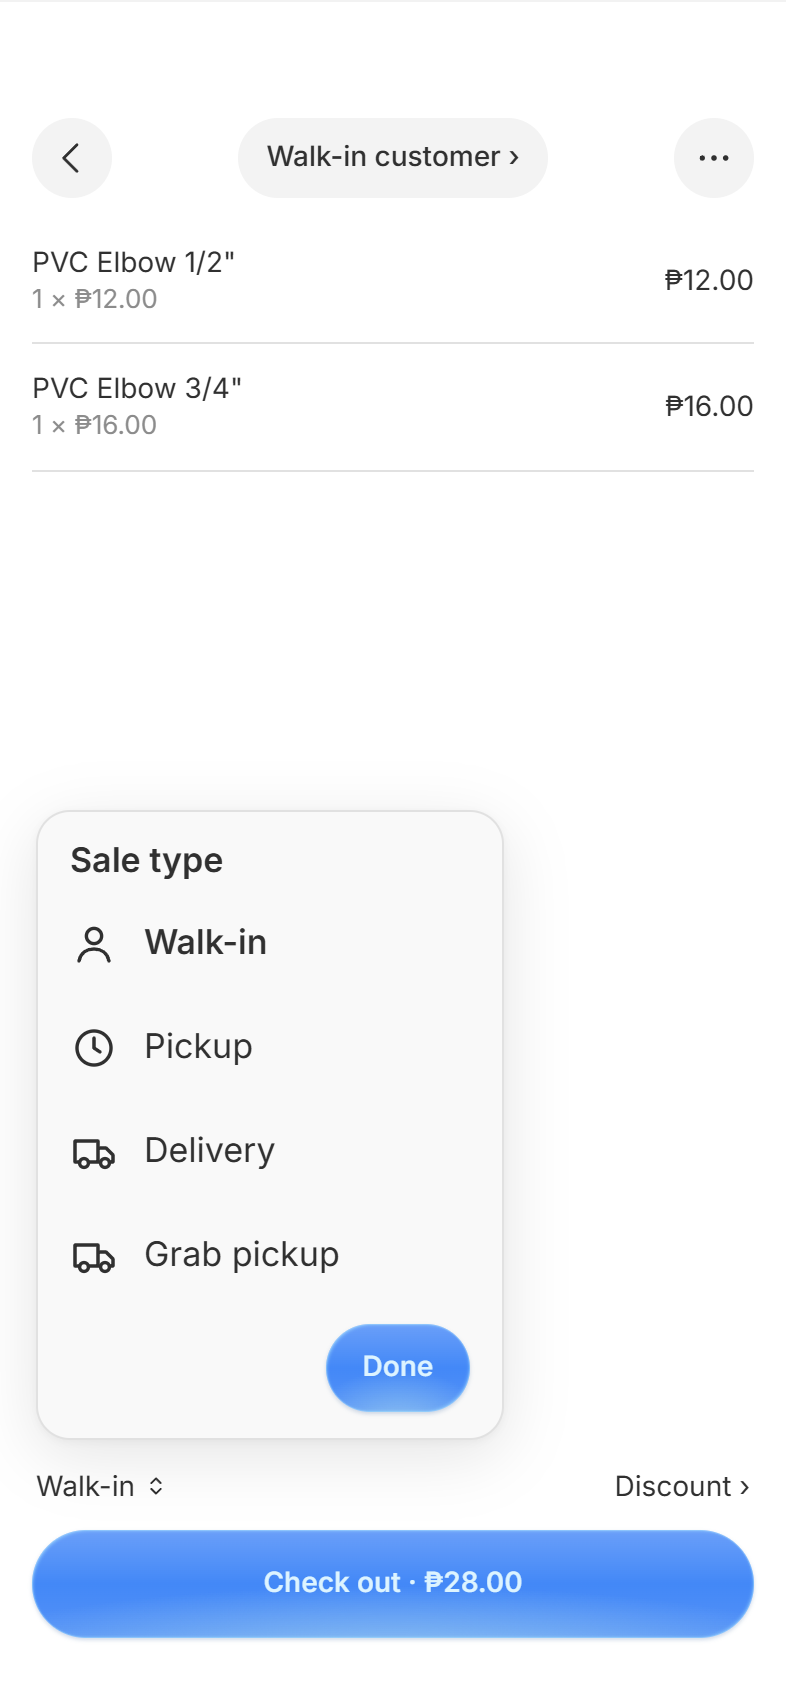 Walk-in customer ›
PVC Elbow 1/2"
1 × ₱12.00
₱12.00
PVC Elbow 3/4"
1 × ₱16.00
₱16.00
Sale type
Walk-in
Pickup
Delivery
Grab pickup
Done
Walk-in
Discount ›
Check out · ₱28.00